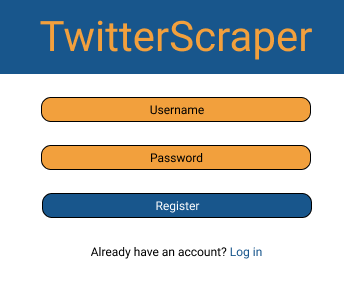 TwitterScraper
Username
Password
Register
Already have an account? Log in